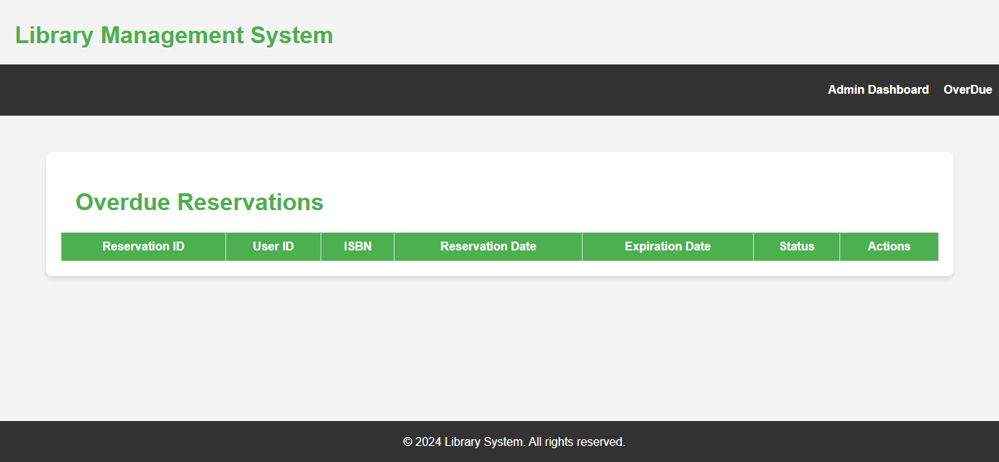 Library Management System
Admin Dashboard OverDue
Overdue Reservations
Reservation ID User ID ISBN Reservation Date Expiration Date Status Actions
© 2024 Library System. All rights reserved.